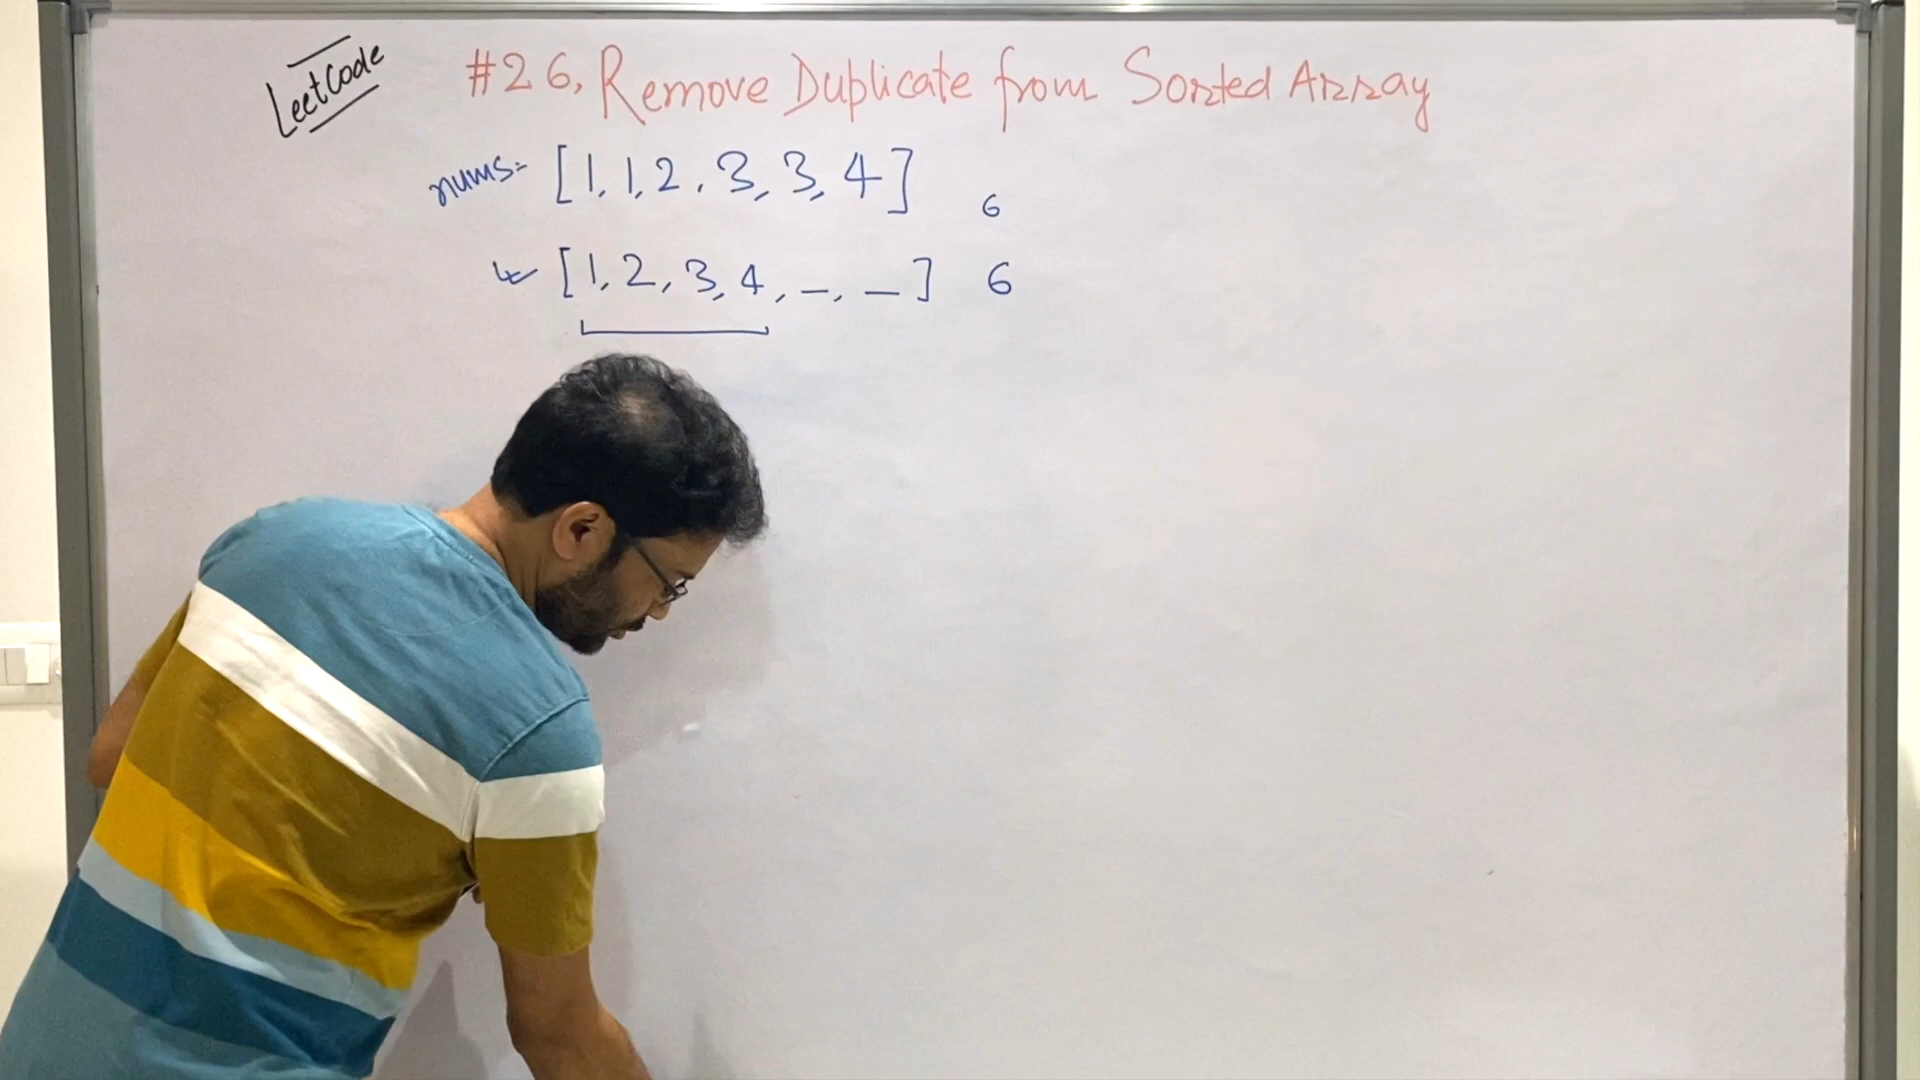 LeetCode
#26, Remove Duplicate from Sorted Array
nums= [1, 1, 2, 3, 3, 4] 6
[1, 2, 3, 4, _, _] 6